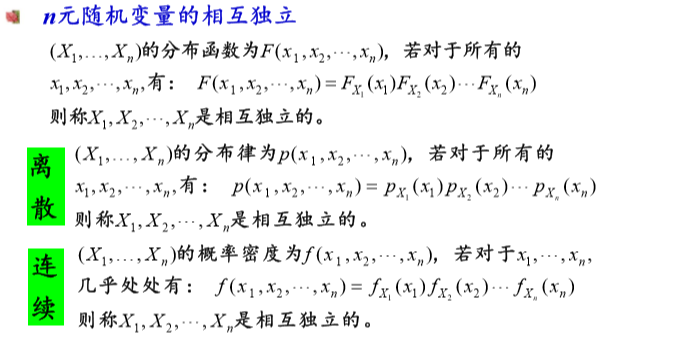 n元随机变量的相互独立
(X₁,…,Xₙ)的分布函数为F(x₁,x₂,⋯,xₙ)，若对于所有的
x₁,x₂,⋯,xₙ,有： F(x₁,x₂,⋯,xₙ)=F_{X₁}(x₁)F_{X₂}(x₂)⋯F_{Xₙ}(xₙ)
则称X₁,X₂,⋯,Xₙ是相互独立的。
离散
(X₁,…,Xₙ)的分布律为p(x₁,x₂,⋯,xₙ)，若对于所有的
x₁,x₂,⋯,xₙ,有： p(x₁,x₂,⋯,xₙ)=p_{X₁}(x₁)p_{X₂}(x₂)⋯p_{Xₙ}(xₙ)
则称X₁,X₂,⋯,Xₙ是相互独立的。
连续
(X₁,…,Xₙ)的概率密度为f(x₁,x₂,⋯,xₙ)，若对于x₁,⋯,xₙ,
几乎处处有： f(x₁,x₂,⋯,xₙ)=f_{X₁}(x₁)f_{X₂}(x₂)⋯f_{Xₙ}(xₙ)
则称X₁,X₂,⋯,Xₙ是相互独立的。